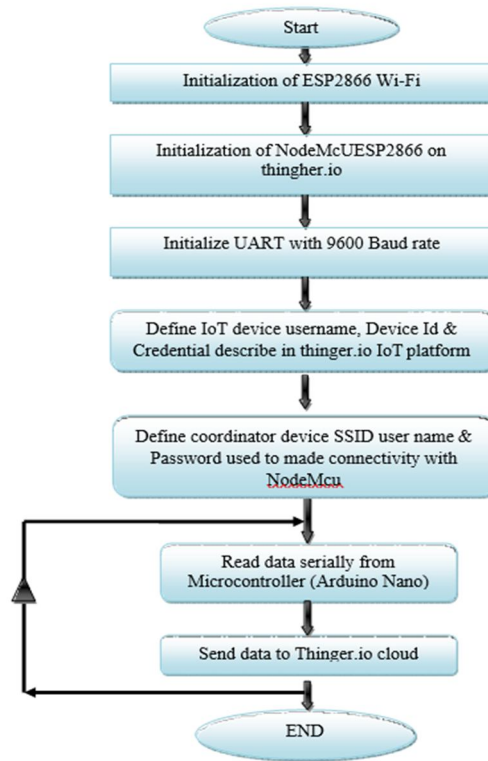 Start
Initialization of ESP2866 Wi-Fi
Initialization of NodeMcUESP2866 on
thingher.io
Initialize UART with 9600 Baud rate
Define IoT device username, Device Id &
Credential describe in thinger.io IoT platform
Define coordinator device SSID user name &
Password used to made connectivity with
NodeMcu
Read data serially from
Microcontroller (Arduino Nano)
Send data to Thinger.io cloud
END